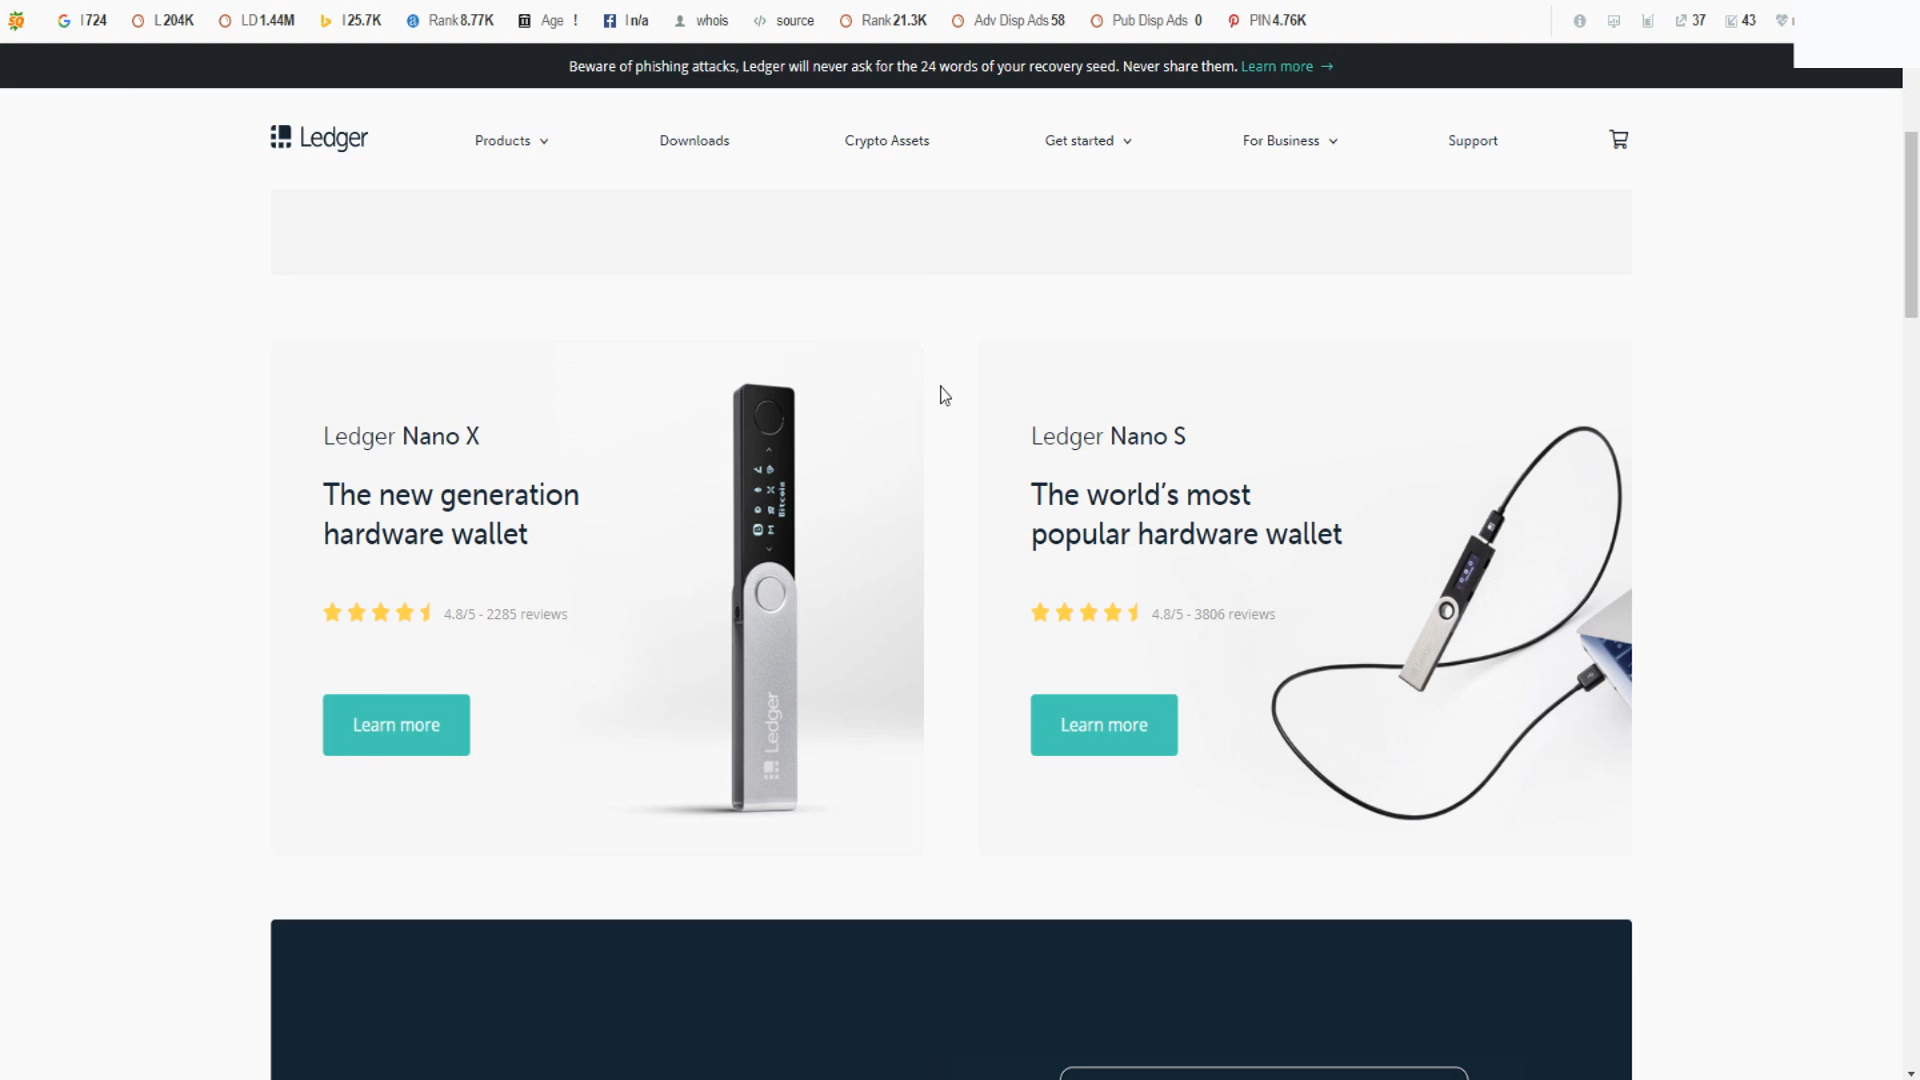 I 724 L 204K LD 1.44M I 25.7K Rank 8.77K Age ! I n/a whois source Rank 21.3K Adv Disp Ads 58 Pub Disp Ads 0 PIN 4.76K 37 43
Beware of phishing attacks, Ledger will never ask for the 24 words of your recovery seed. Never share them. Learn more →
Ledger Products Downloads Crypto Assets Get started For Business Support
Ledger Nano X
The new generation
hardware wallet
4.8/5 - 2285 reviews
Learn more
Bitcoin
Ledger
Ledger Nano S
The world’s most
popular hardware wallet
4.8/5 - 3806 reviews
Learn more